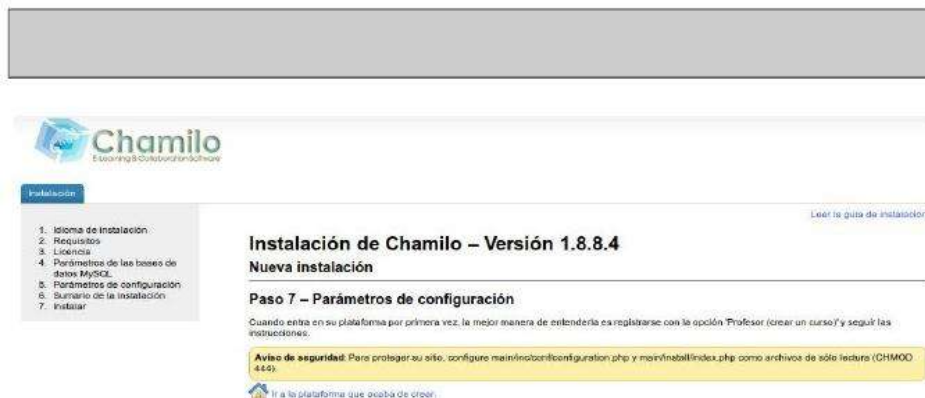 Chamilo
E-Learning & Collaboration Software
Instalación
Leer la guía de instalación
1. Idioma de instalación
2. Requisitos
3. Licencia
4. Parámetros de las bases de
datos MySQL
5. Parámetros de configuración
6. Sumario de la instalación
7. Instalar
Instalación de Chamilo – Versión 1.8.8.4
Nueva instalación
Paso 7 – Parámetros de configuración
Cuando entra en su plataforma por primera vez, la mejor manera de entenderla es registrarse con la opción 'Profesor (crear un curso)' y seguir las
instrucciones.
Aviso de seguridad: Para proteger su sitio, configure main/inc/conf/configuration.php y main/install/index.php como archivos de sólo lectura (CHMOD
444).
Ir a la plataforma que acaba de crear.